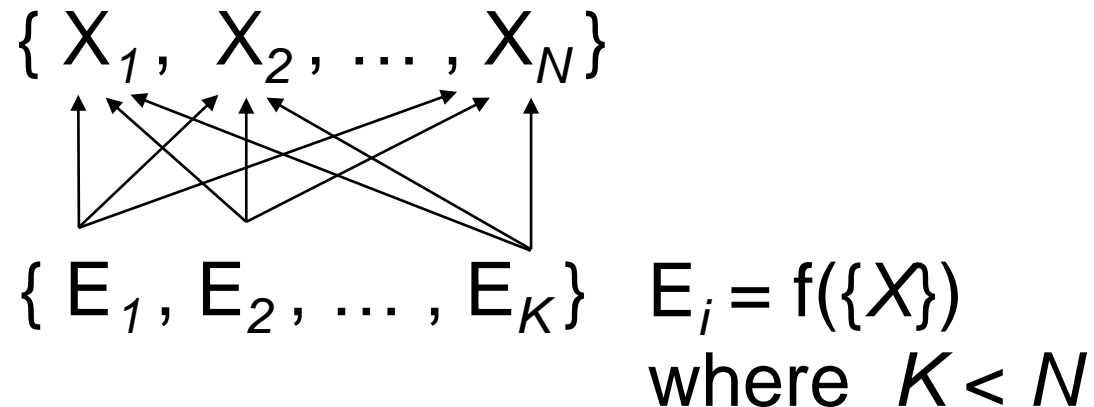 { X1, X2, ... , XN}
{ E1, E2, ... , EK} Ei = f({X})
where K < N